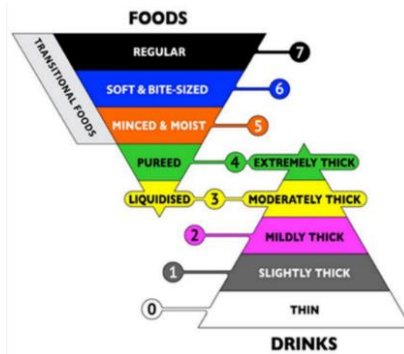 FOODS
TRANSITIONAL FOODS
REGULAR 7
SOFT & BITE-SIZED 6
MINCED & MOIST 5
PUREED 4 EXTREMELY THICK
LIQUIDISED 3 MODERATELY THICK
2 MILDLY THICK
1 SLIGHTLY THICK
0 THIN
DRINKS